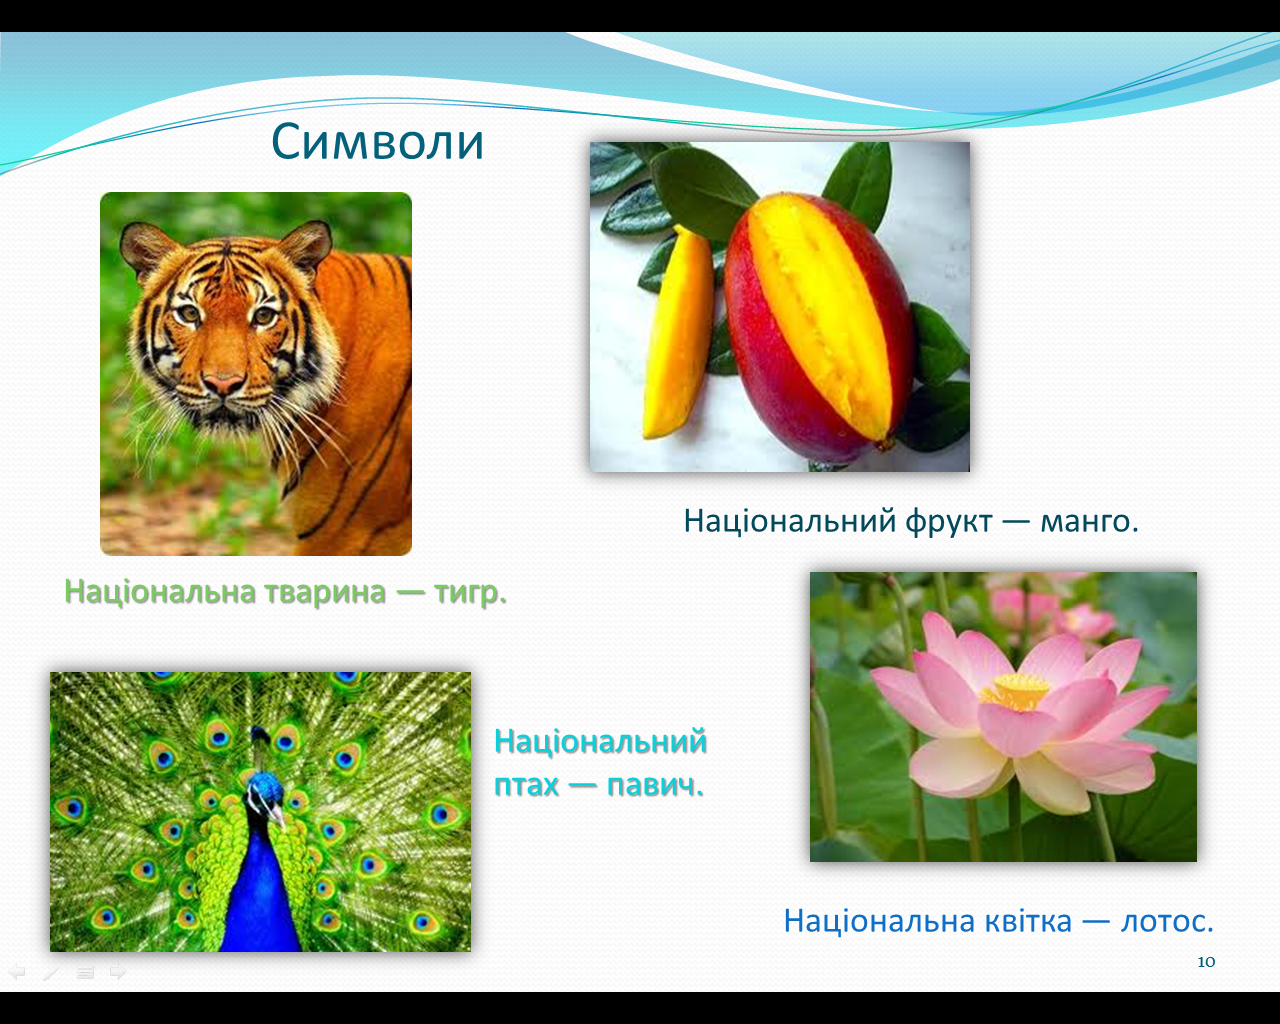 Символи
Національний фрукт — манго.
Національна тварина — тигр.
Національний
птах — павич.
Національна квітка — лотос.
10